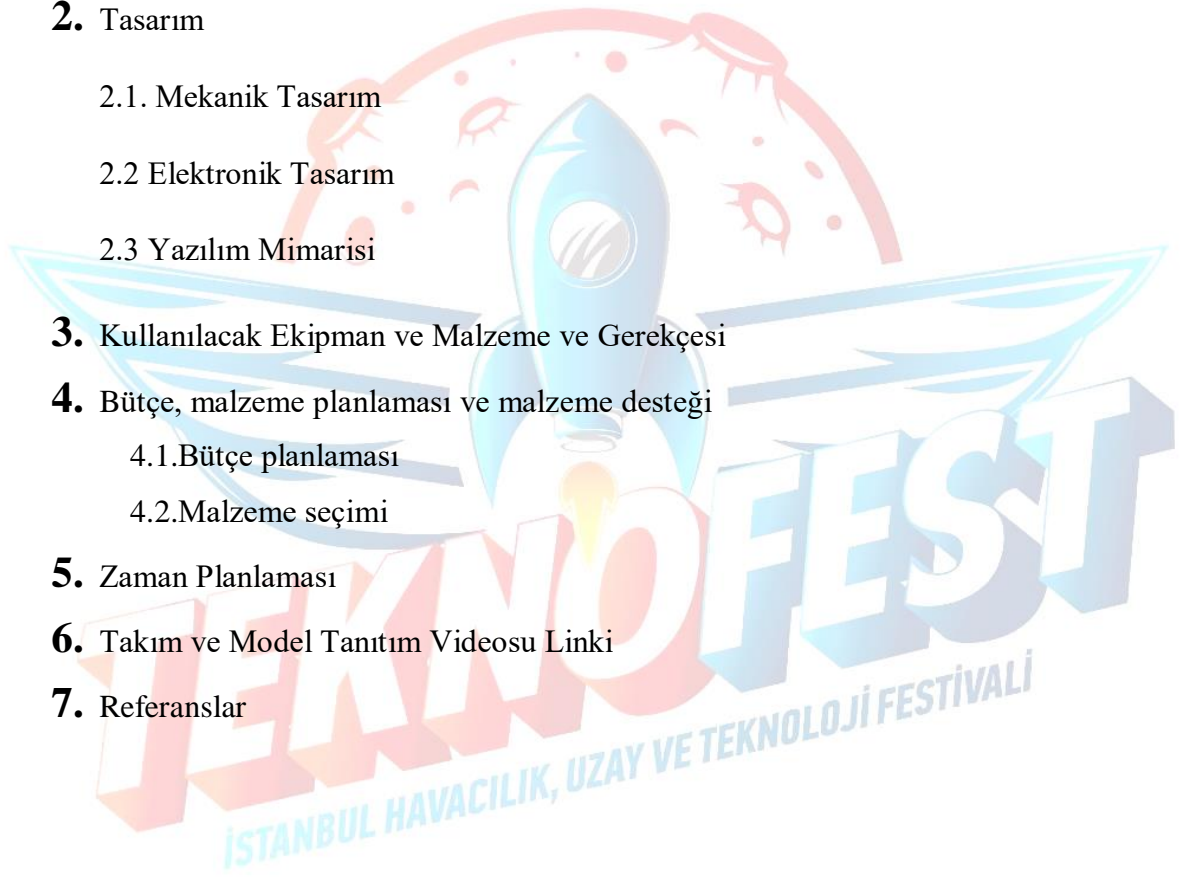 2. Tasarım
2.1. Mekanik Tasarım
2.2 Elektronik Tasarım
2.3 Yazılım Mimarisi
3. Kullanılacak Ekipman ve Malzeme ve Gerekçesi
4. Bütçe, malzeme planlaması ve malzeme desteği
4.1.Bütçe planlaması
4.2.Malzeme seçimi
5. Zaman Planlaması
6. Takım ve Model Tanıtım Videosu Linki
7. Referanslar
TEKNOFEST
İSTANBUL HAVACILIK, UZAY VE TEKNOLOJİ FESTİVALİ